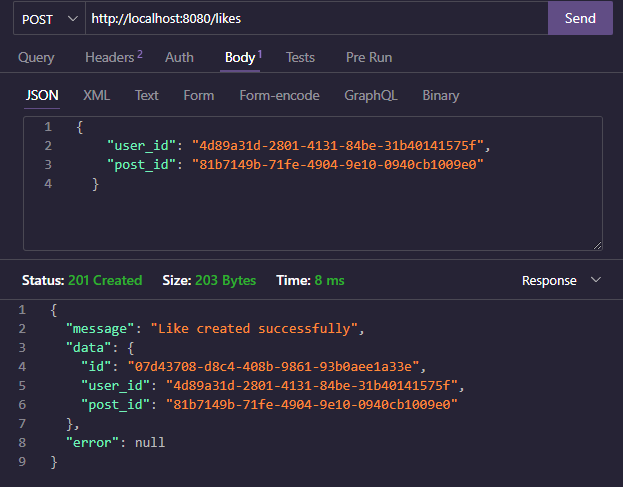 POST http://localhost:8080/likes Send
Query Headers 2 Auth Body 1 Tests Pre Run
JSON XML Text Form Form-encode GraphQL Binary
1 {
2 "user_id": "4d89a31d-2801-4131-84be-31b40141575f",
3 "post_id": "81b7149b-71fe-4904-9e10-0940cb1009e0"
4 }
Status: 201 Created Size: 203 Bytes Time: 8 ms Response
1 {
2 "message": "Like created successfully",
3 "data": {
4 "id": "07d43708-d8c4-408b-9861-93b0aee1a33e",
5 "user_id": "4d89a31d-2801-4131-84be-31b40141575f",
6 "post_id": "81b7149b-71fe-4904-9e10-0940cb1009e0"
7 },
8 "error": null
9 }